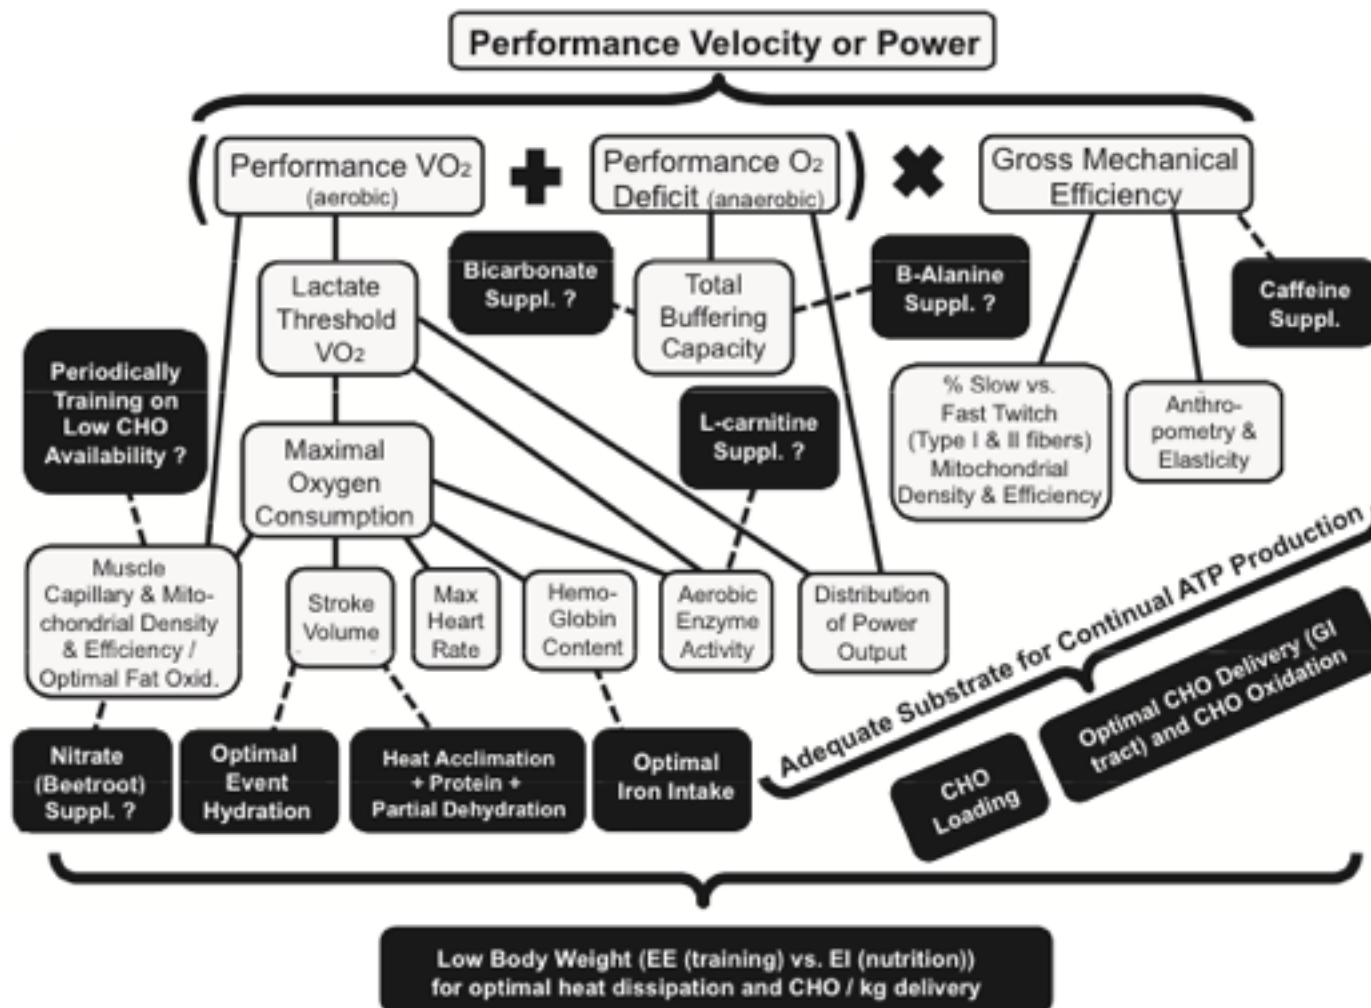 Performance Velocity or Power
(
Performance VO₂
(aerobic)
+
Performance O₂
Deficit (anaerobic)
)
×
Gross Mechanical
Efficiency
Lactate
Threshold
VO₂
Bicarbonate
Suppl. ?
Total
Buffering
Capacity
B-Alanine
Suppl. ?
Caffeine
Suppl.
Periodically
Training on
Low CHO
Availability ?
Maximal
Oxygen
Consumption
L-carnitine
Suppl. ?
% Slow vs.
Fast Twitch
(Type I & II fibers)
Mitochondrial
Density & Efficiency
Anthro-
pometry &
Elasticity
Muscle
Capillary & Mito-
chondrial Density
& Efficiency /
Optimal Fat Oxid.
Stroke
Volume
Max
Heart
Rate
Hemo-
Globin
Content
Aerobic
Enzyme
Activity
Distribution
of Power
Output
Adequate Substrate for Continual ATP Production
Nitrate
(Beetroot)
Suppl. ?
Optimal
Event
Hydration
Heat Acclimation
+ Protein +
Partial Dehydration
Optimal
Iron Intake
CHO
Loading
Optimal CHO Delivery (GI
tract) and CHO Oxidation
Low Body Weight (EE (training) vs. EI (nutrition))
for optimal heat dissipation and CHO / kg delivery